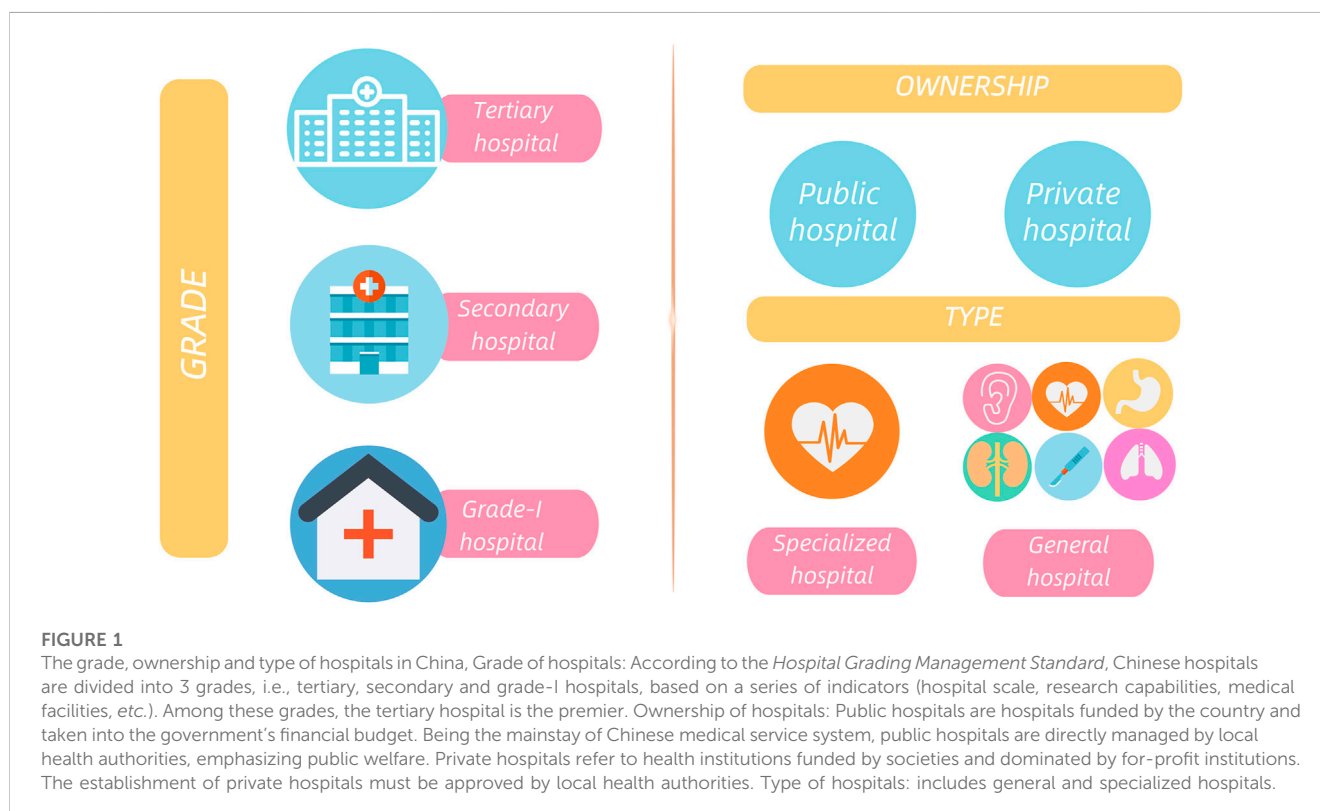 GRADE
Tertiary
hospital
Secondary
hospital
Grade-I
hospital
OWNERSHIP
Public
hospital
Private
hospital
TYPE
Specialized
hospital
General
hospital
FIGURE 1
The grade, ownership and type of hospitals in China, Grade of hospitals: According to the Hospital Grading Management Standard, Chinese hospitals
are divided into 3 grades, i.e., tertiary, secondary and grade-I hospitals, based on a series of indicators (hospital scale, research capabilities, medical
facilities, etc.). Among these grades, the tertiary hospital is the premier. Ownership of hospitals: Public hospitals are hospitals funded by the country and
taken into the government's financial budget. Being the mainstay of Chinese medical service system, public hospitals are directly managed by local
health authorities, emphasizing public welfare. Private hospitals refer to health institutions funded by societies and dominated by for-profit institutions.
The establishment of private hospitals must be approved by local health authorities. Type of hospitals: includes general and specialized hospitals.